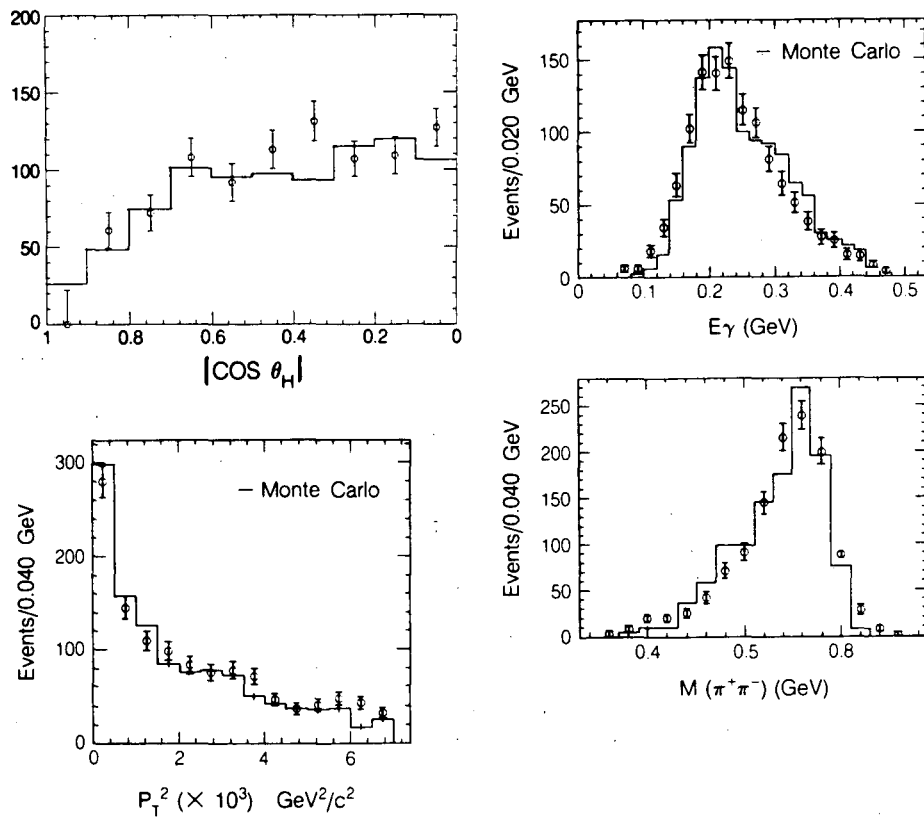 200
150
100
50
0
1 0.8 0.6 0.4 0.2 0
|COS θH|
Events/0.020 GeV
150
100
50
0
— Monte Carlo
0 0.1 0.2 0.3 0.4 0.5
Eγ (GeV)
Events/0.040 GeV
300
200
100
0
— Monte Carlo
0 2 4 6
PT² (× 10³) GeV²/c²
Events/0.040 GeV
250
200
150
100
50
0
0.4 0.5 0.8
M (π⁺π⁻) (GeV)